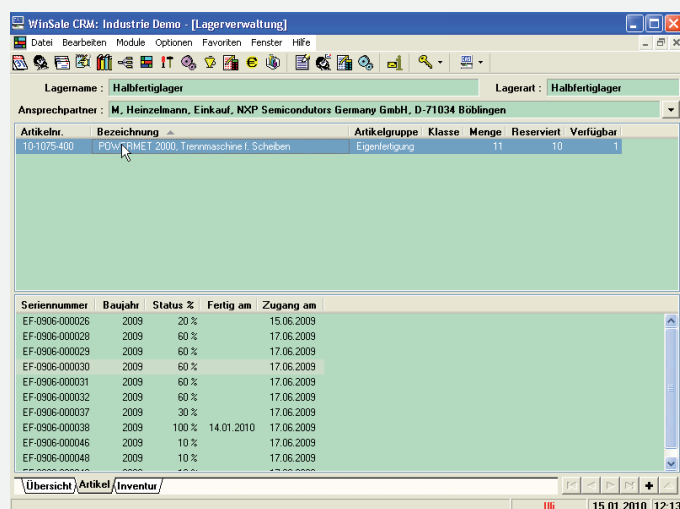 WinSale CRM: Industrie Demo - [Lagerverwaltung]
Datei Bearbeiten Module Optionen Favoriten Fenster Hilfe
Lagername : Halbfertiglager Lagerart : Halbfertiglager
Ansprechpartner : M, Heinzelmann, Einkauf, NXP Semicondutors Germany GmbH, D-71034 Böblingen
Artikelnr. Bezeichnung Artikelgruppe Klasse Menge Reserviert Verfügbar
10-1075-400 POWERMET 2000, Trennmaschine f. Scheiben Eigenfertigung 11 10 1
Seriennummer Baujahr Status % Fertig am Zugang am
EF-0906-000026 2009 20 % 15.06.2009
EF-0906-000028 2009 60 % 17.06.2009
EF-0906-000029 2009 60 % 17.06.2009
EF-0906-000030 2009 60 % 17.06.2009
EF-0906-000031 2009 60 % 17.06.2009
EF-0906-000032 2009 60 % 17.06.2009
EF-0906-000037 2009 30 % 17.06.2009
EF-0906-000038 2009 100 % 14.01.2010 17.06.2009
EF-0906-000046 2009 10 % 17.06.2009
EF-0906-000048 2009 10 % 17.06.2009
Übersicht Artikel Inventur
Uli 15.01.2010 12:13